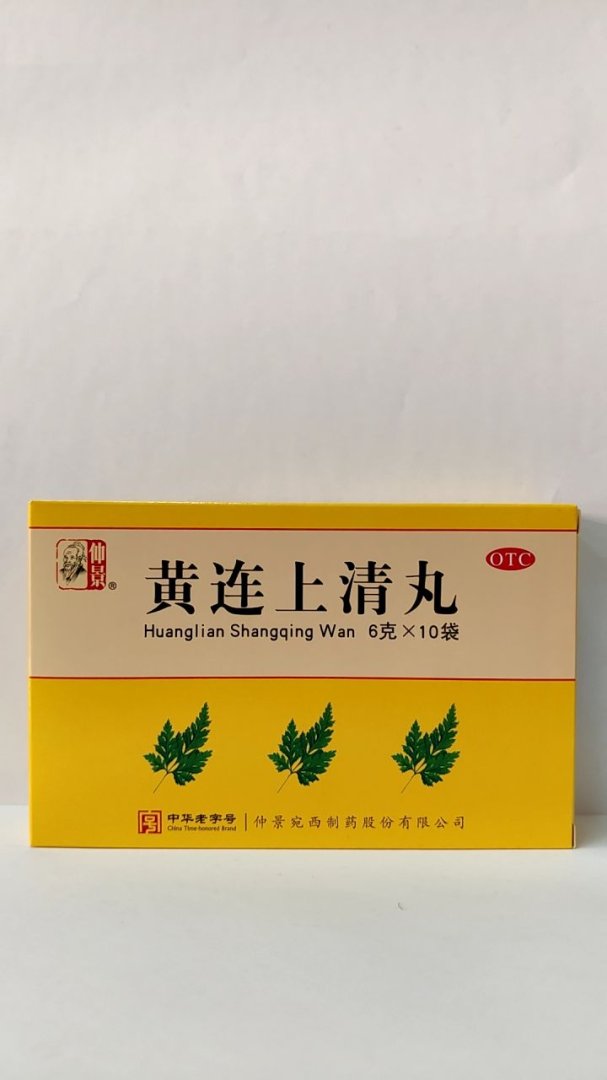 仲景®
OTC
黄连上清丸
Huanglian Shangqing Wan 6克×10袋
中华老字号
China Time-honored Brand
仲景宛西制药股份有限公司